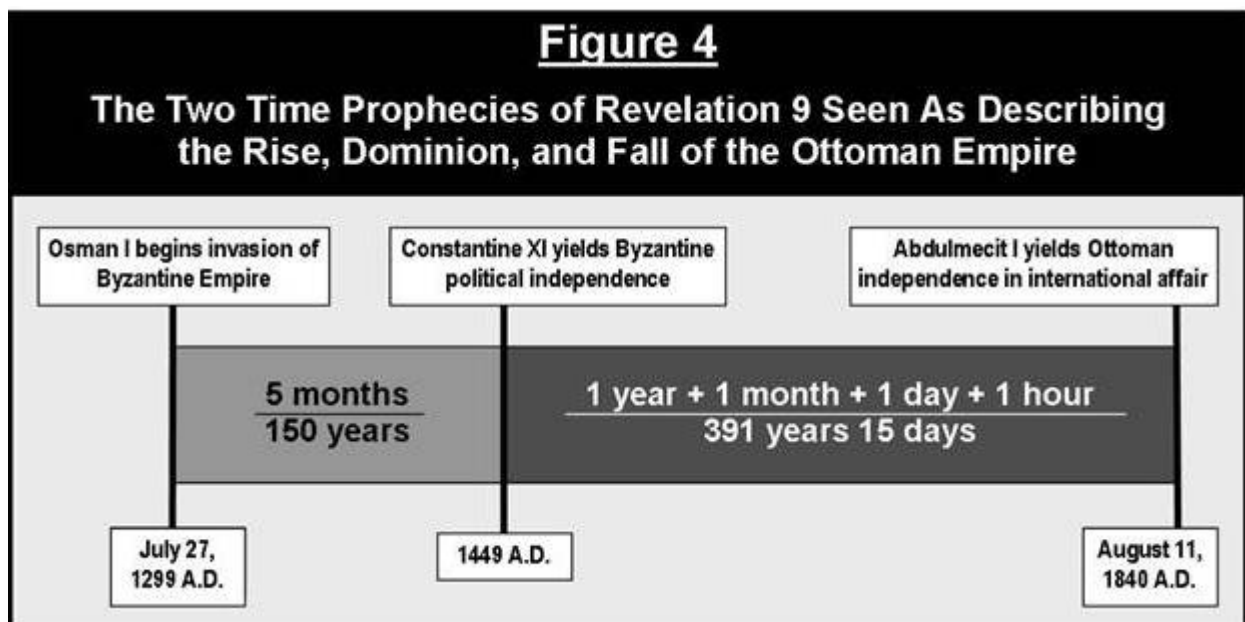 Figure 4
The Two Time Prophecies of Revelation 9 Seen As Describing
the Rise, Dominion, and Fall of the Ottoman Empire
Osman I begins invasion of
Byzantine Empire
Constantine XI yields Byzantine
political independence
Abdulmecit I yields Ottoman
independence in international affair
5 months
150 years
1 year + 1 month + 1 day + 1 hour
391 years 15 days
July 27,
1299 A.D.
1449 A.D.
August 11,
1840 A.D.